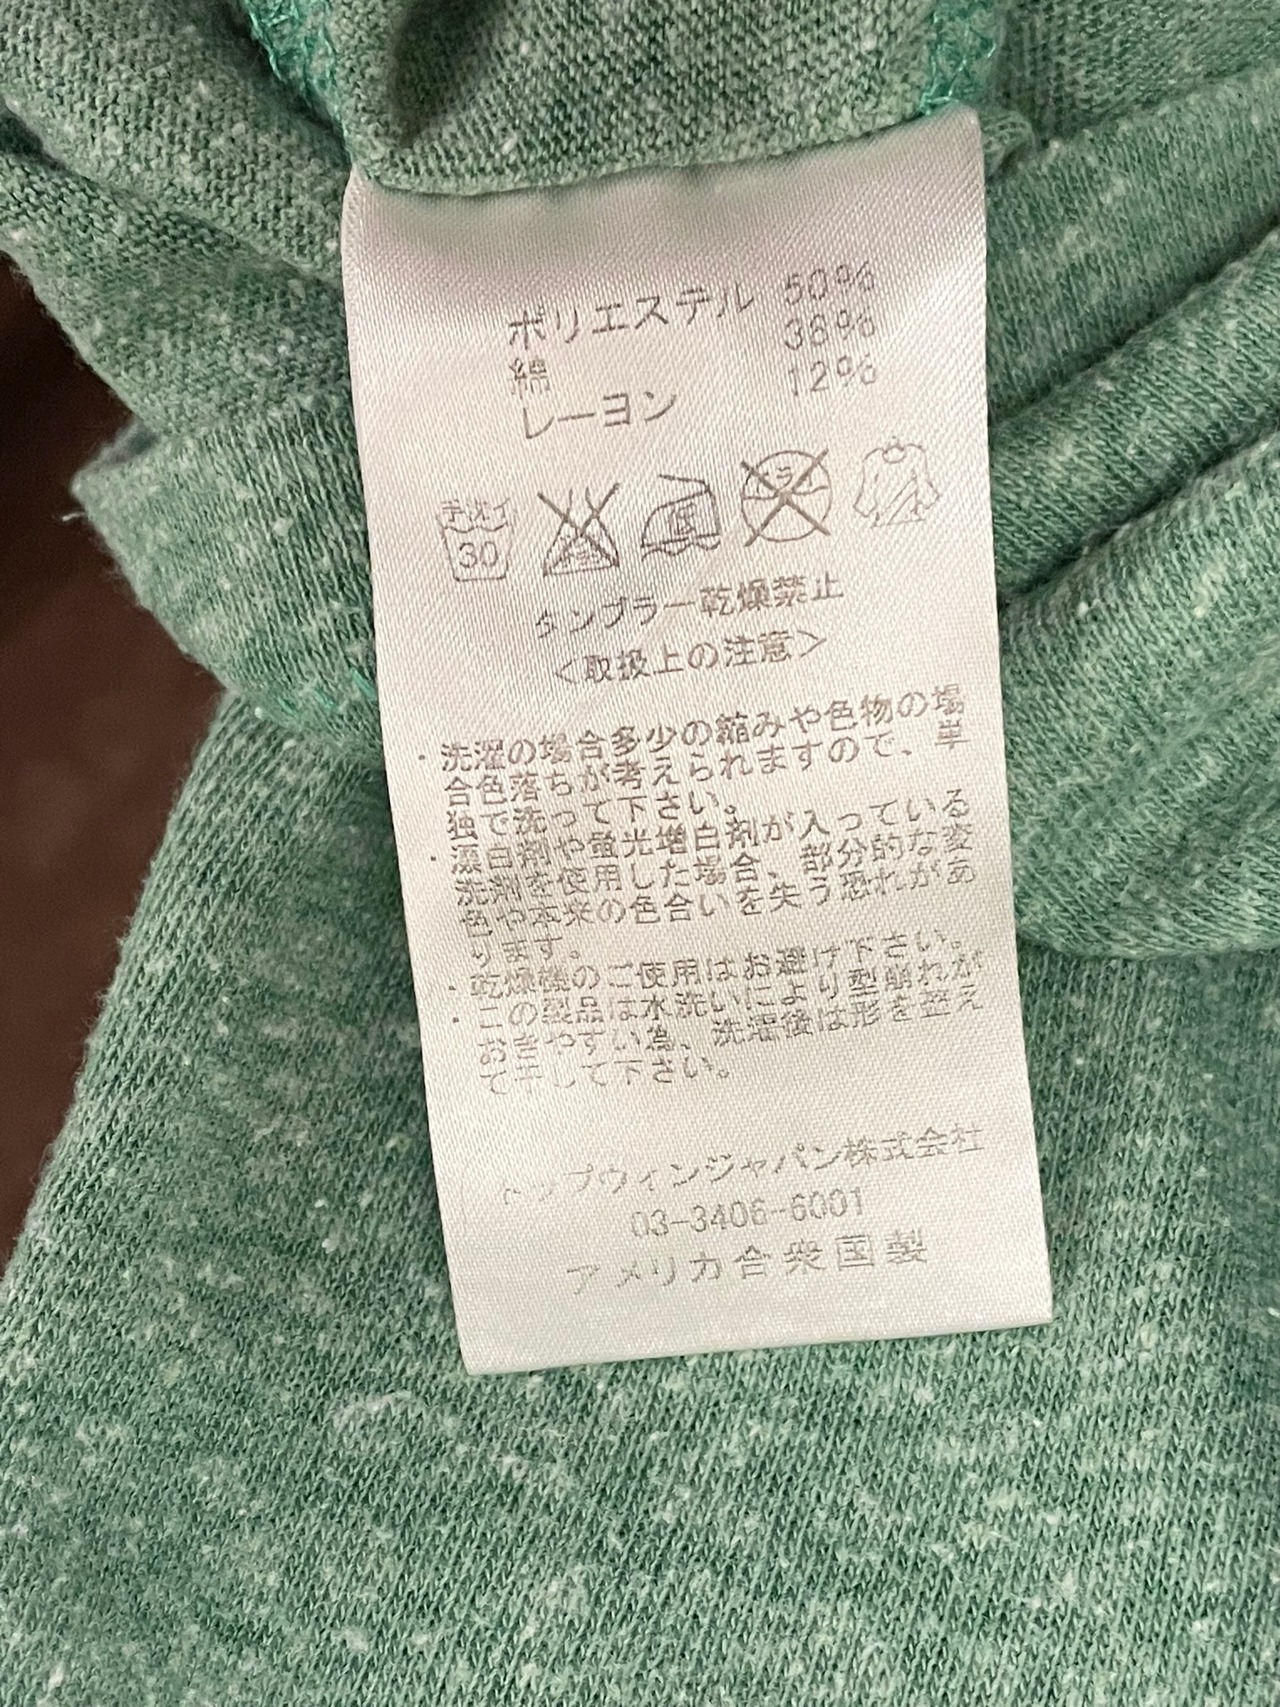 ポリエステル 50%
綿 38%
レーヨン 12%
手洗イ
30
低
タンブラー乾燥禁止
<取扱上の注意>
・洗濯の場合多少の縮みや色物の場
合色落ちが考えられますので、単
独で洗って下さい。
・漂白剤や蛍光増白剤が入っている
洗剤を使用した場合、部分的な変
色や本来の色合いを失う恐れがあ
ります。
・乾燥機のご使用はお避け下さい。
・この製品は水洗いにより型崩れが
おきやすい為、洗濯後は形を整え
て干して下さい。
トップウィンジャパン株式会社
03-3406-6001
アメリカ合衆国製